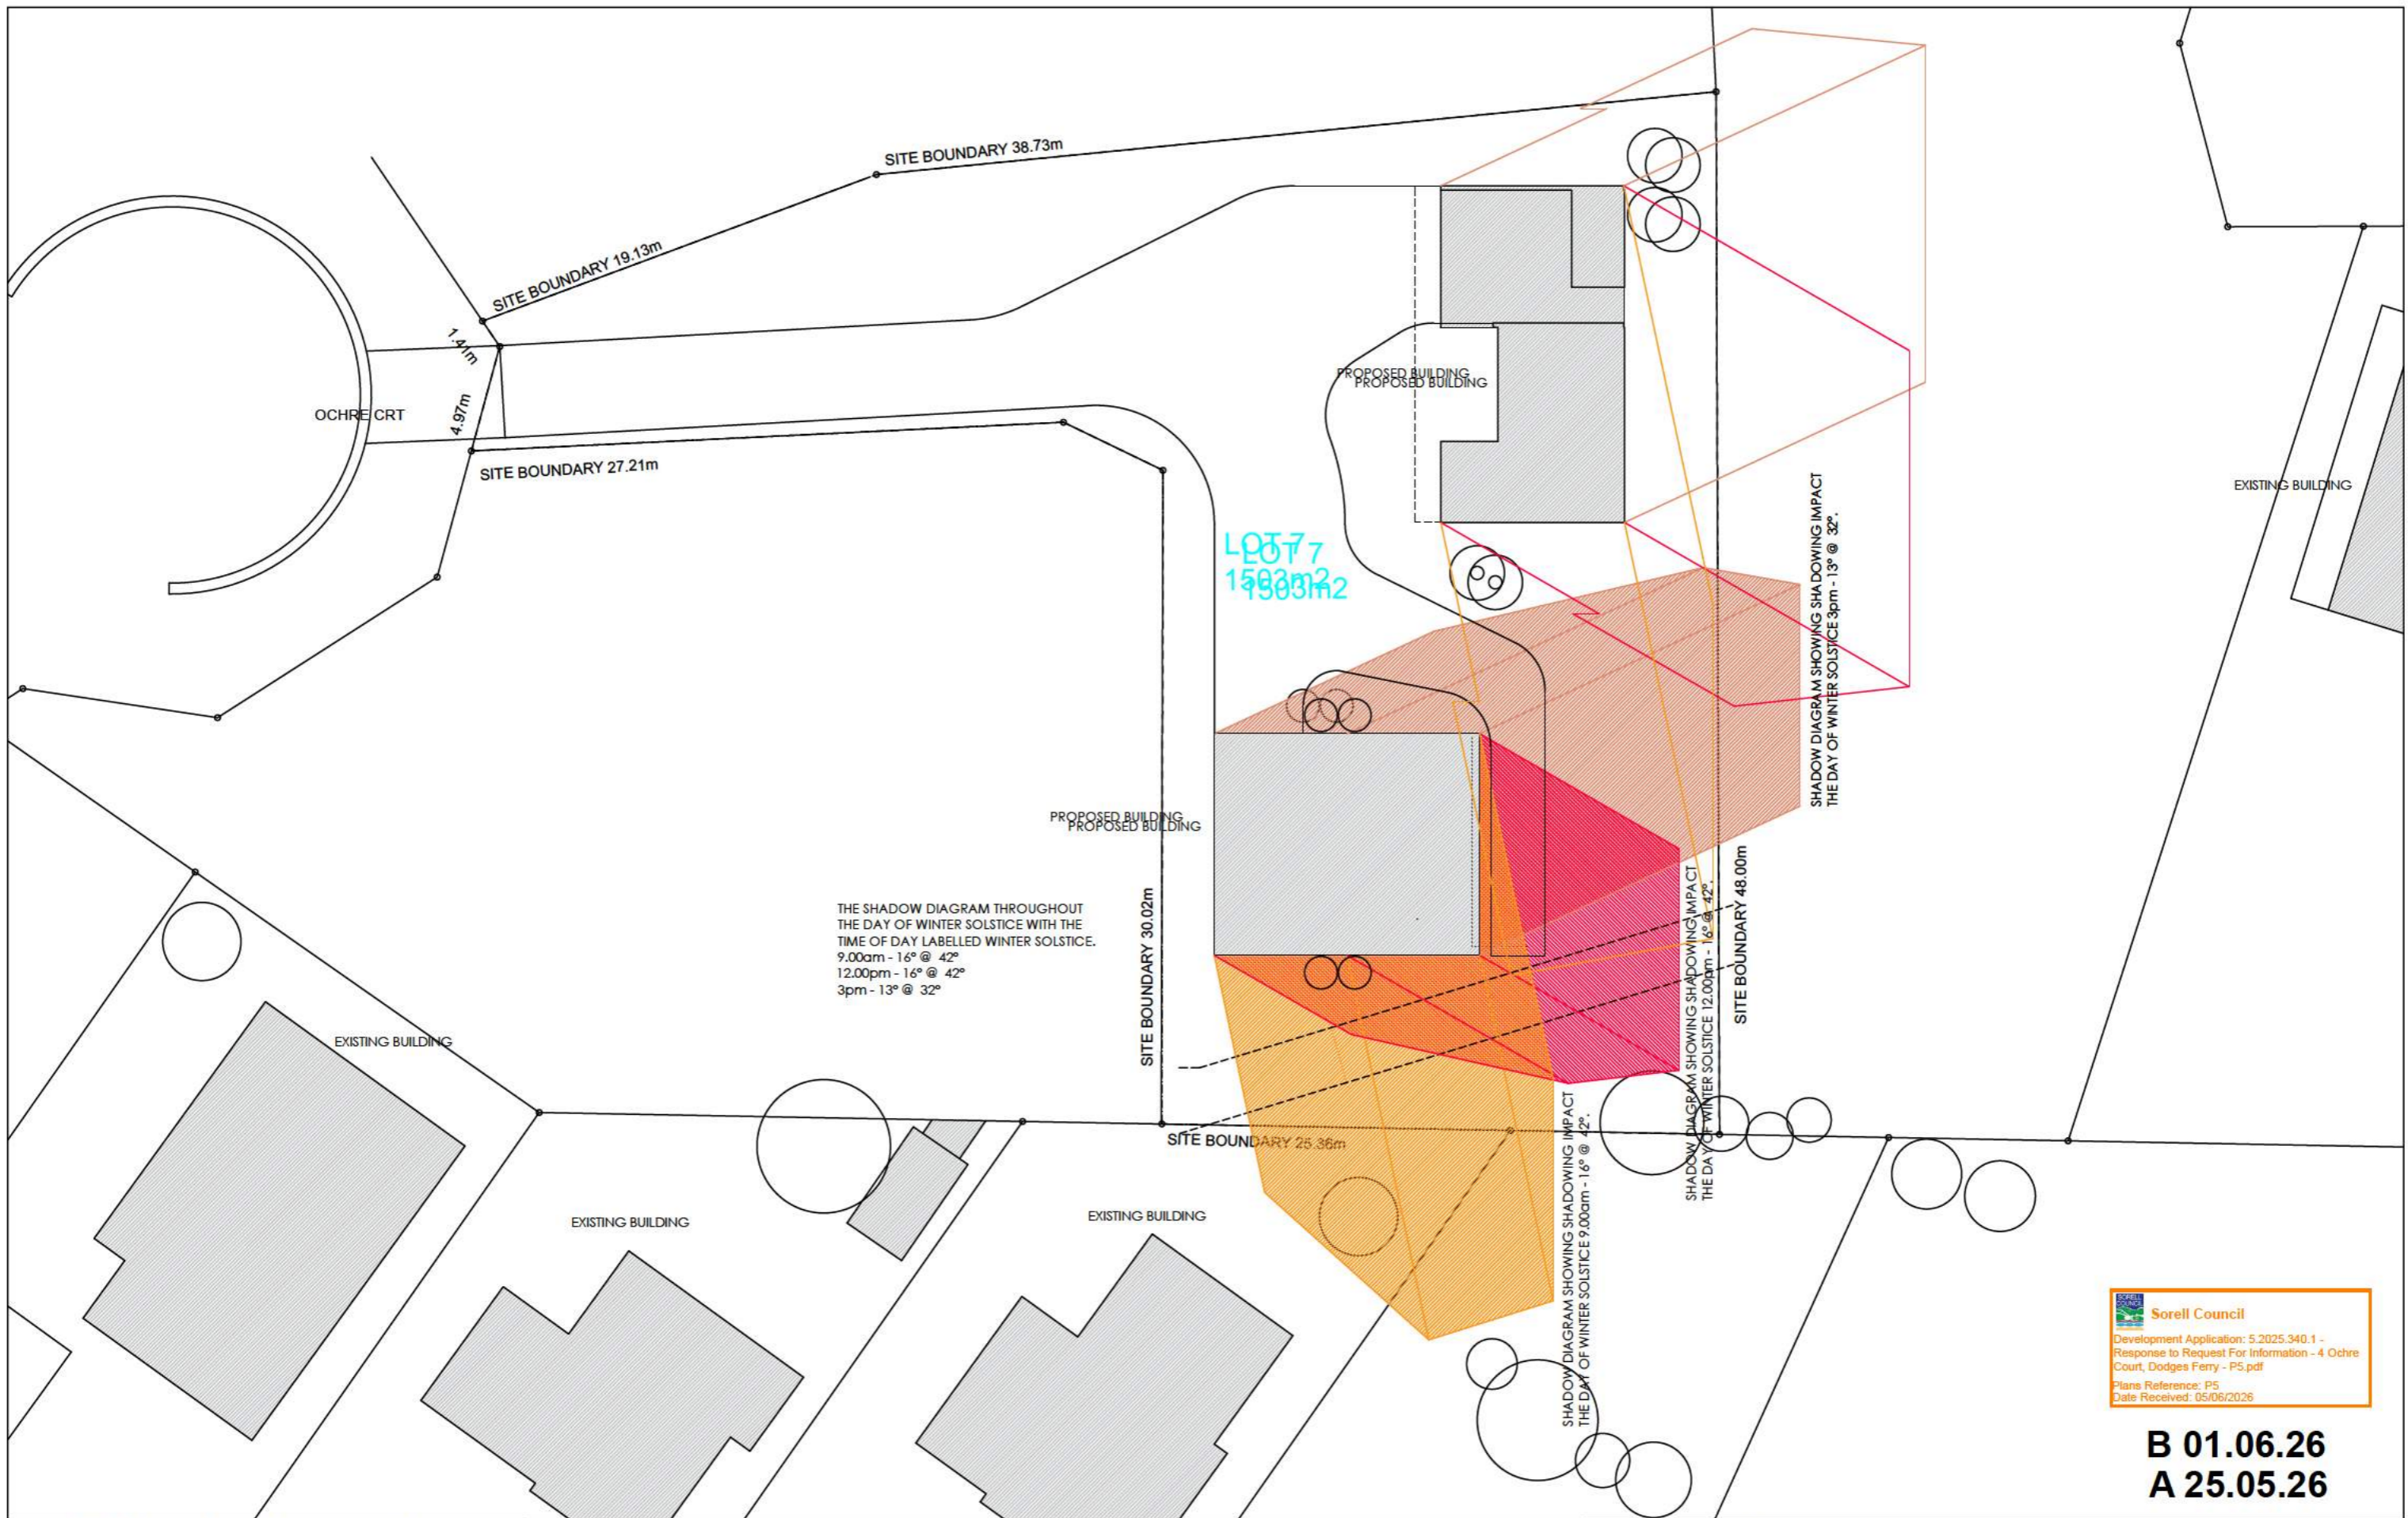 SITE BOUNDARY 38.73m
SITE BOUNDARY 19.13m
1.41m
OCHRE CRT
4.97m
SITE BOUNDARY 27.21m
PROPOSED BUILDING
PROPOSED BUILDING
EXISTING BUILDING
LOT 7
LOT 7
1503m2
1503m2
SHADOW DIAGRAM SHOWING SHADOWING IMPACT
THE DAY OF WINTER SOLSTICE 3pm - 13° @ 32°.
PROPOSED BUILDING
PROPOSED BUILDING
THE SHADOW DIAGRAM THROUGHOUT
THE DAY OF WINTER SOLSTICE WITH THE
TIME OF DAY LABELLED WINTER SOLSTICE.
9.00am - 16° @ 42°
12.00pm - 16° @ 42°
3pm - 13° @ 32°
SITE BOUNDARY 30.02m
SITE BOUNDARY 48.00m
SHADOW DIAGRAM SHOWING SHADOWING IMPACT
THE DAY OF WINTER SOLSTICE 12.00pm - 16° @ 42°.
EXISTING BUILDING
SITE BOUNDARY 25.36m
SHADOW DIAGRAM SHOWING SHADOWING IMPACT
THE DAY OF WINTER SOLSTICE 9.00am - 16° @ 42°.
EXISTING BUILDING
EXISTING BUILDING
SORELL COUNCIL
Sorell Council
Development Application: 5.2025.340.1 -
Response to Request For Information - 4 Ochre
Court, Dodges Ferry - P5.pdf
Plans Reference: P5
Date Received: 05/06/2026
B 01.06.26
A 25.05.26